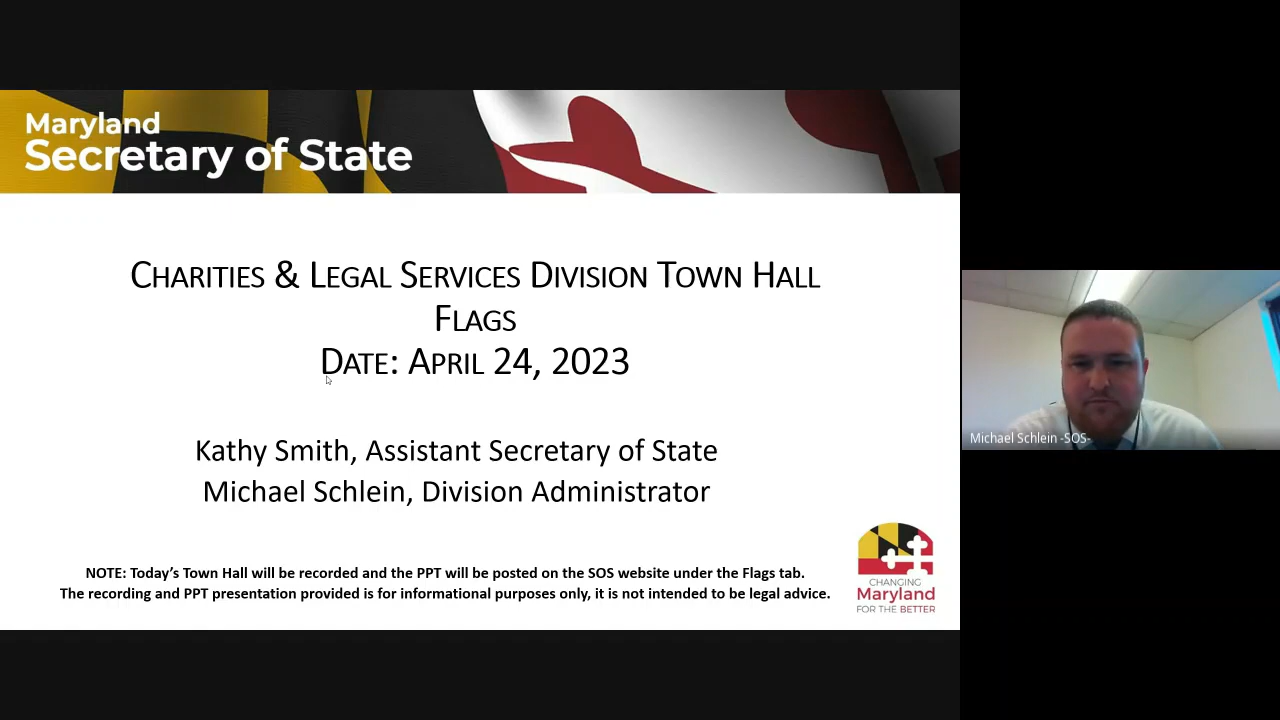 Maryland
Secretary of State
CHARITIES & LEGAL SERVICES DIVISION TOWN HALL
FLAGS
DATE: APRIL 24, 2023
Kathy Smith, Assistant Secretary of State
Michael Schlein, Division Administrator
NOTE: Today’s Town Hall will be recorded and the PPT will be posted on the SOS website under the Flags tab.
The recording and PPT presentation provided is for informational purposes only, it is not intended to be legal advice.
CHANGING
Maryland
FOR THE BETTER
Michael Schlein -SOS-